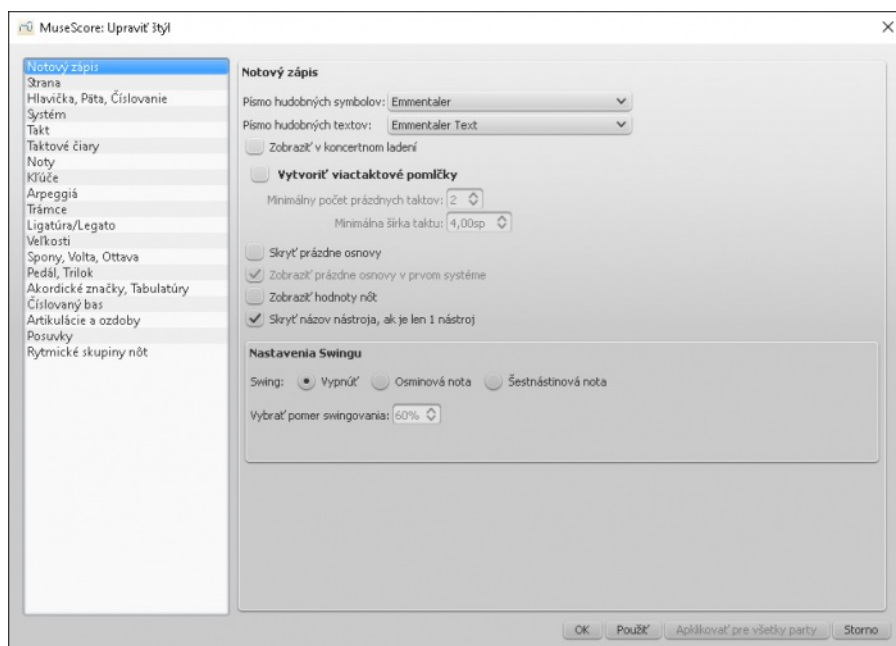 MuseScore: Upraviť štýl
Notový zápis
Strana
Hlavička, Päta, Číslovanie
Systém
Takt
Taktové čiary
Noty
Kľúče
Arpeggiá
Trámce
Ligatúra/Legato
Veľkosti
Spony, Volta, Ottava
Pedál, Trilok
Akordické značky, Tabulatúry
Číslovaný bas
Artikulácie a ozdoby
Posuvky
Rytmické skupiny nôt
Notový zápis
Písmo hudobných symbolov: Emmentaler
Písmo hudobných textov: Emmentaler Text
Zobraziť v koncertnom ladení
Vytvoriť viactaktové pomlčky
Minimálny počet prázdnych taktov: 2
Minimálna šírka taktu: 4,00sp
Skryť prázdne osnovy
Zobraziť prázdne osnovy v prvom systéme
Zobraziť hodnoty nôt
Skryť názov nástroja, ak je len 1 nástroj
Nastavenia Swingu
Swing: Vypnúť Osminová nota Šestnástinová nota
Vybrať pomer swingovania: 60%
OK Použiť Aplikovať pre všetky party Storno